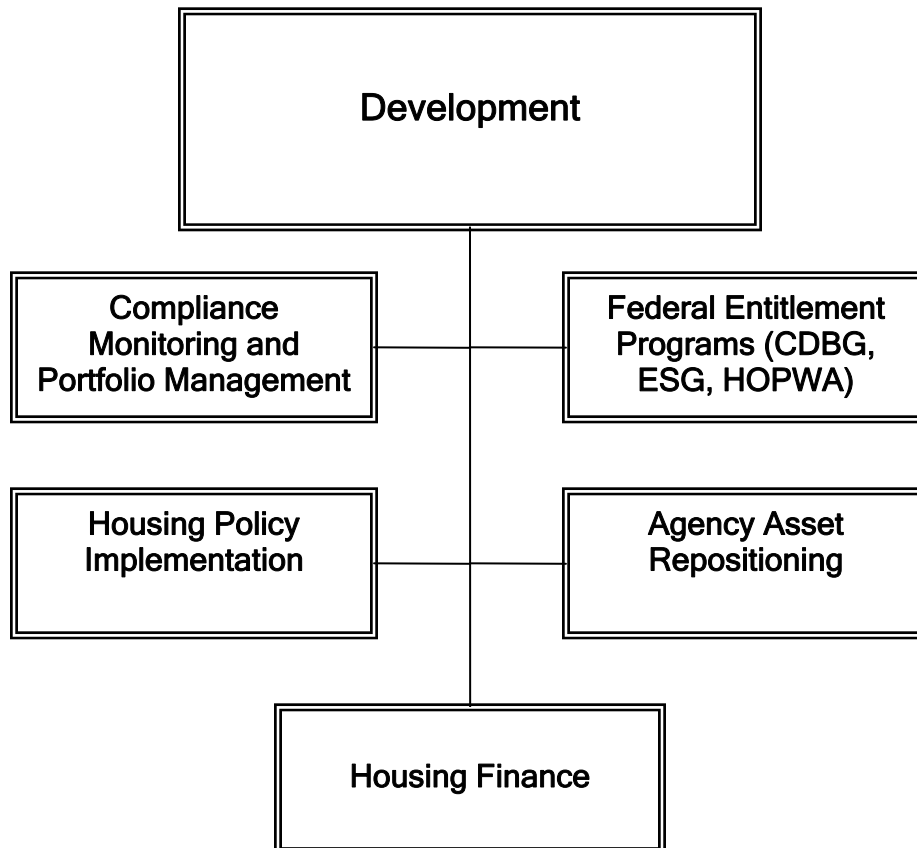 Development
Compliance
Monitoring and
Portfolio Management
Federal Entitlement
Programs (CDBG,
ESG, HOPWA)
Housing Policy
Implementation
Agency Asset
Repositioning
Housing Finance